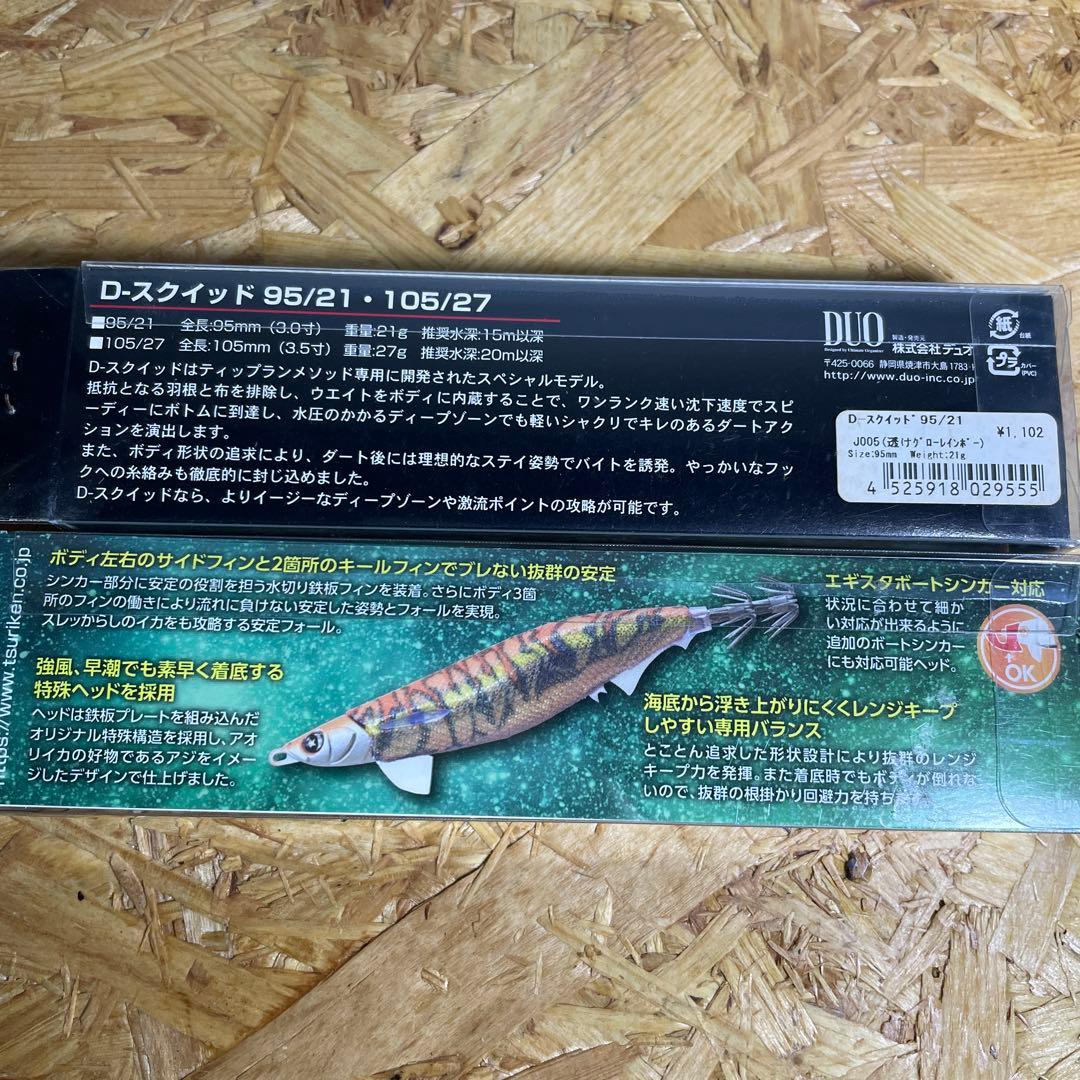 D-スクイッド 95/21・105/27
■95/21 全長:95mm（3.0寸） 重量:21g 推奨水深:15m以深
■105/27 全長:105mm（3.5寸） 重量:27g 推奨水深:20m以深
D-スクイッドはティップランメソッド専用に開発されたスペシャルモデル。
抵抗となる羽根と布を排除し、ウエイトをボディに内蔵することで、ワンランク速い沈下速度でスピ
ーディーにボトムに到達し、水圧のかかるディープゾーンでも軽いシャクリでキレのあるダートアク
ションを演出します。
また、ボディ形状の追求により、ダート後には理想的なステイ姿勢でバイトを誘発。やっかいなフッ
クへの糸絡みも徹底的に封じ込めました。
D-スクイッドなら、よりイージーなディープゾーンや激流ポイントの攻略が可能です。
DUO
Designed by Ultimate Organizer
製造・発売元
株式会社デュオ
〒425-0066 静岡県焼津市大島1783-
http://www.duo-inc.co.jp
紙
台紙
プラ
カバー
(PVC)
D-スクイッド 95/21
¥1,102
J005(透けグローレインボー)
Size:95mm Weight:21g
4 525918 029555
https://www.tsuriken.co.jp
ボディ左右のサイドフィンと2箇所のキールフィンでブレない抜群の安定
シンカー部分に安定の役割を担う水切り鉄板フィンを装着。さらにボディ3箇
所のフィンの働きにより流れに負けない安定した姿勢とフォールを実現。
スレッからしのイカをも攻略する安定フォール。
強風、早潮でも素早く着底する
特殊ヘッドを採用
ヘッドは鉄板プレートを組み込んだ
オリジナル特殊構造を採用し、アオ
リイカの好物であるアジをイメー
ジしたデザインで仕上げました。
エギスタボートシンカー対応
状況に合わせて細か
い対応が出来るように
追加のボートシンカー
にも対応可能ヘッド。
OK
海底から浮き上がりにくくレンジキープ
しやすい専用バランス
とことん追求した形状設計により抜群のレンジ
キープ力を発揮。また着底時でもボディが倒れな
いので、抜群の根掛かり回避力を持ち